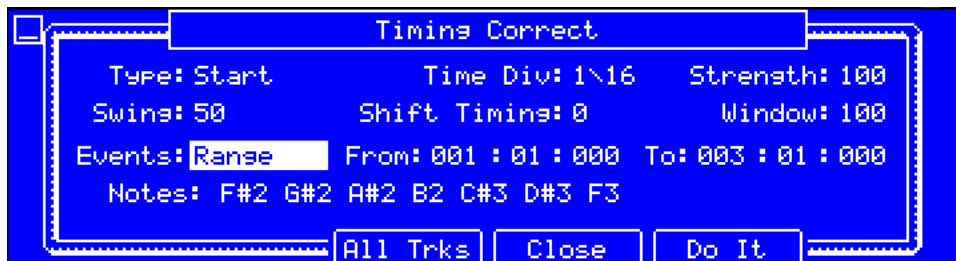 Timing Correct
Type: Start Time Div: 1\16 Strength: 100
Swing: 50 Shift Timing: 0 Window: 100
Events: Range From: 001 : 01 : 000 To: 003 : 01 : 000
Notes: F#2 G#2 A#2 B2 C#3 D#3 F3
All Trks Close Do It